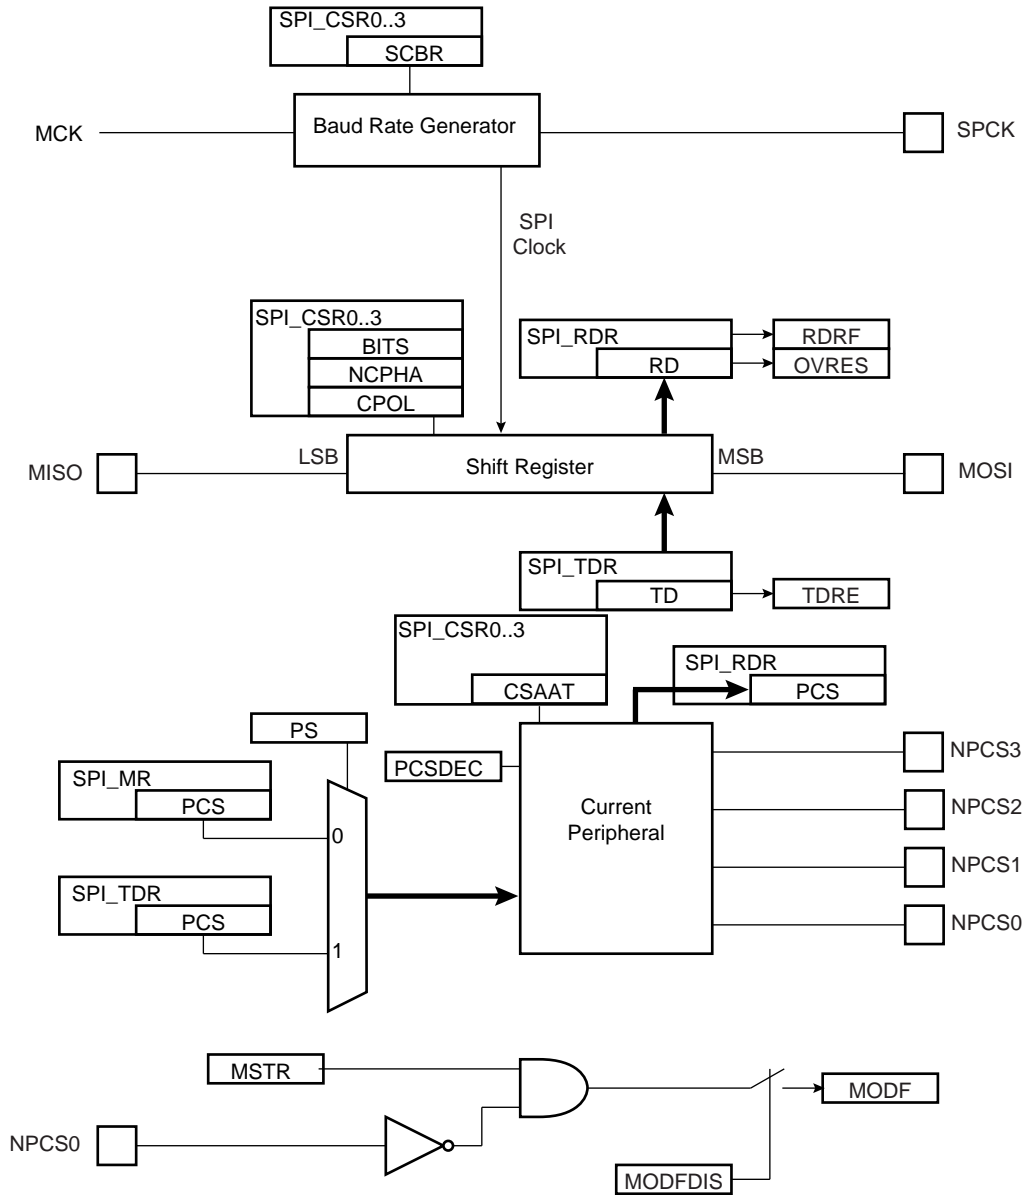 SPI_CSR0..3
SCBR
MCK
Baud Rate Generator
SPCK
SPI
Clock
SPI_CSR0..3
BITS
NCPHA
CPOL
SPI_RDR
RD
RDRF
OVRES
MISO
LSB
Shift Register
MSB
MOSI
SPI_TDR
TD
TDRE
SPI_CSR0..3
CSAAT
SPI_RDR
PCS
PS
PCSDEC
Current
Peripheral
NPCS3
NPCS2
NPCS1
NPCS0
SPI_MR
PCS
0
SPI_TDR
PCS
1
MSTR
MODF
NPCS0
MODFDIS